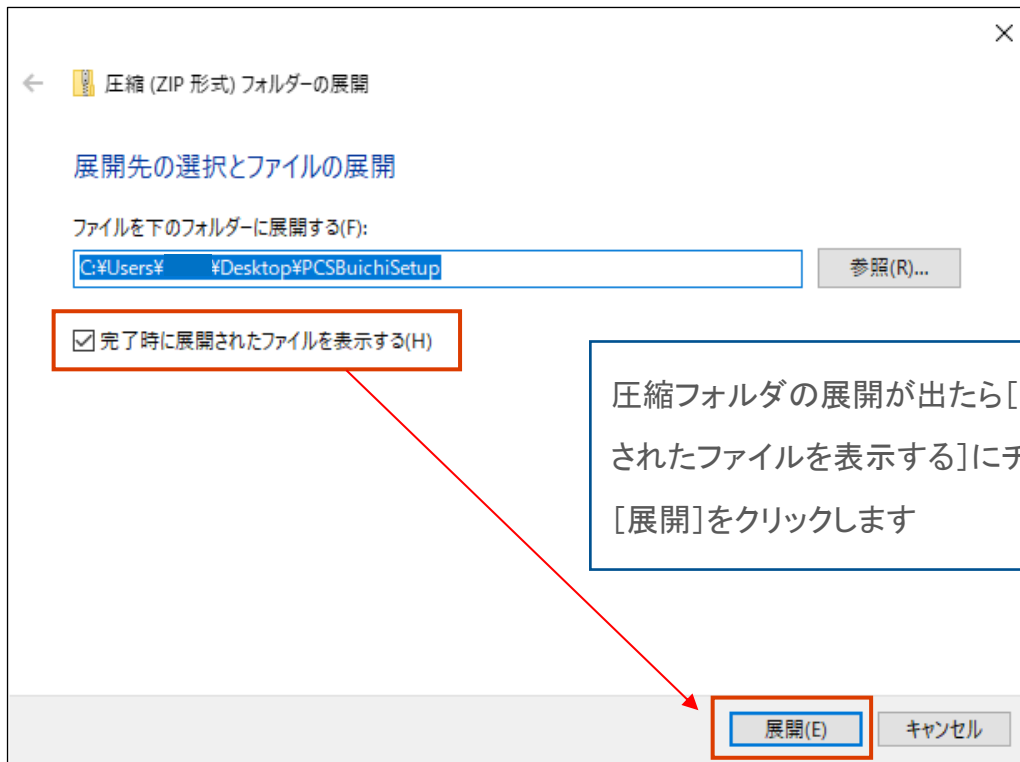 圧縮 (ZIP 形式) フォルダーの展開
展開先の選択とファイルの展開
ファイルを下のフォルダーに展開する(F):
C:¥Users¥ ¥Desktop¥PCSBuichiSetup
参照(R)...
完了時に展開されたファイルを表示する(H)
圧縮フォルダの展開が出たら[
されたファイルを表示する]にチ
[展開]をクリックします
展開(E)
キャンセル